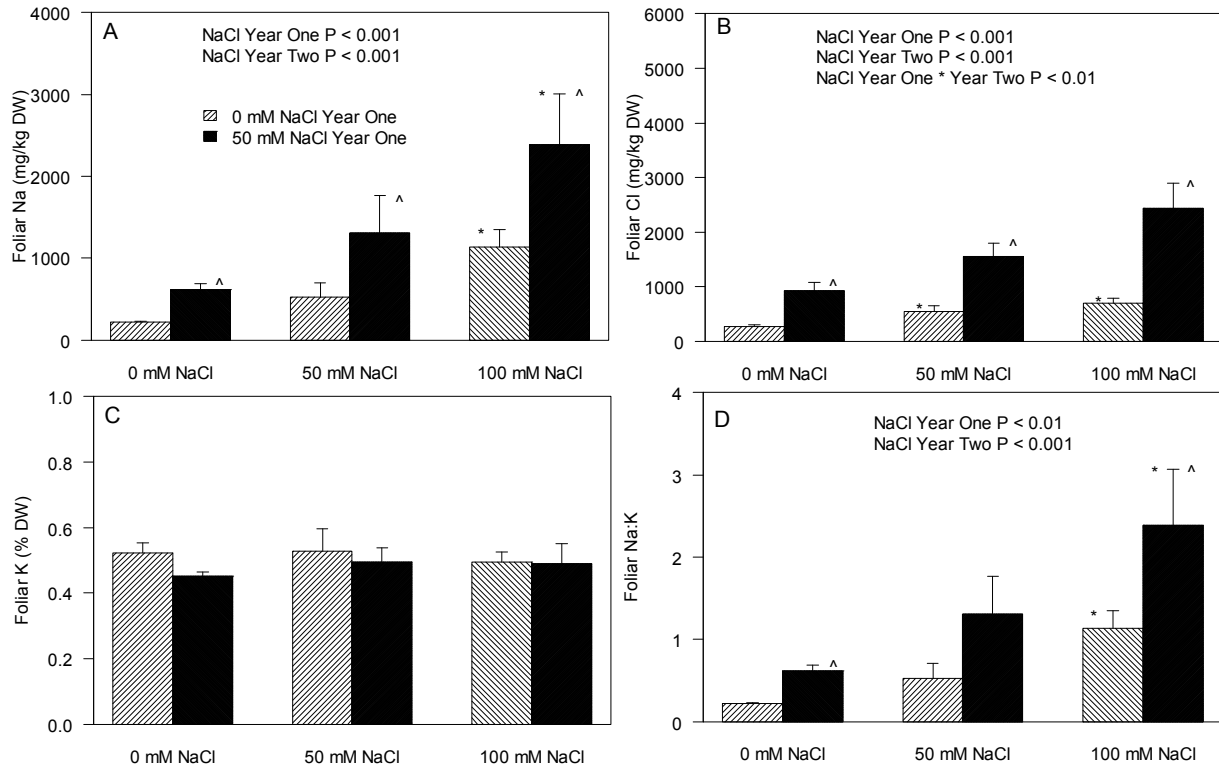 A
NaCl Year One P < 0.001
NaCl Year Two P < 0.001
0 mM NaCl Year One
50 mM NaCl Year One
Foliar Na (mg/kg DW)
4000
3000
2000
1000
0
^
^
*
* ^
0 mM NaCl
50 mM NaCl
100 mM NaCl
B
NaCl Year One P < 0.001
NaCl Year Two P < 0.001
NaCl Year One * Year Two P < 0.01
Foliar Cl (mg/kg DW)
6000
5000
4000
3000
2000
1000
0
^
*
^
*
^
0 mM NaCl
50 mM NaCl
100 mM NaCl
C
Foliar K (% DW)
1.0
0.8
0.6
0.4
0.2
0.0
0 mM NaCl
50 mM NaCl
100 mM NaCl
D
NaCl Year One P < 0.01
NaCl Year Two P < 0.001
Foliar Na:K
4
3
2
1
0
^
*
* ^
0 mM NaCl
50 mM NaCl
100 mM NaCl